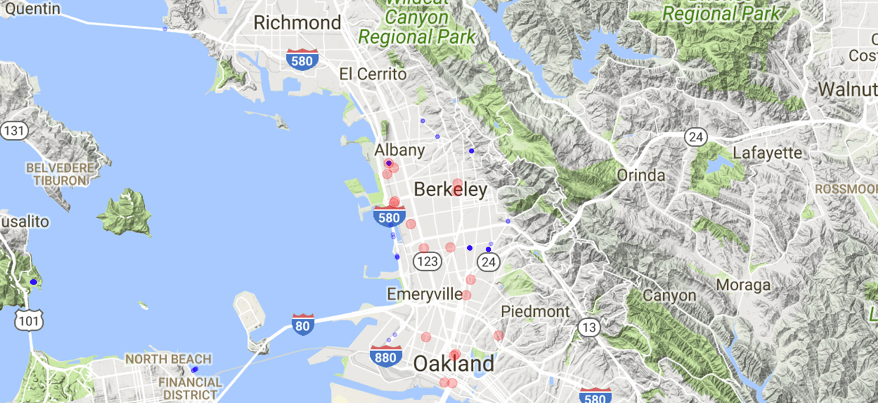 Quentin
Richmond
Wildcat
Canyon
Regional Park
Regional Park
580
El Cerrito
Walnut
131
Albany
24
Lafayette
BELVEDERE
TIBURON
Berkeley
Orinda
ROSSMOOR
usalito
580
123
24
Moraga
Emeryville
Canyon
101
80
Piedmont
13
NORTH BEACH
880
Oakland
FINANCIAL
DISTRICT
580